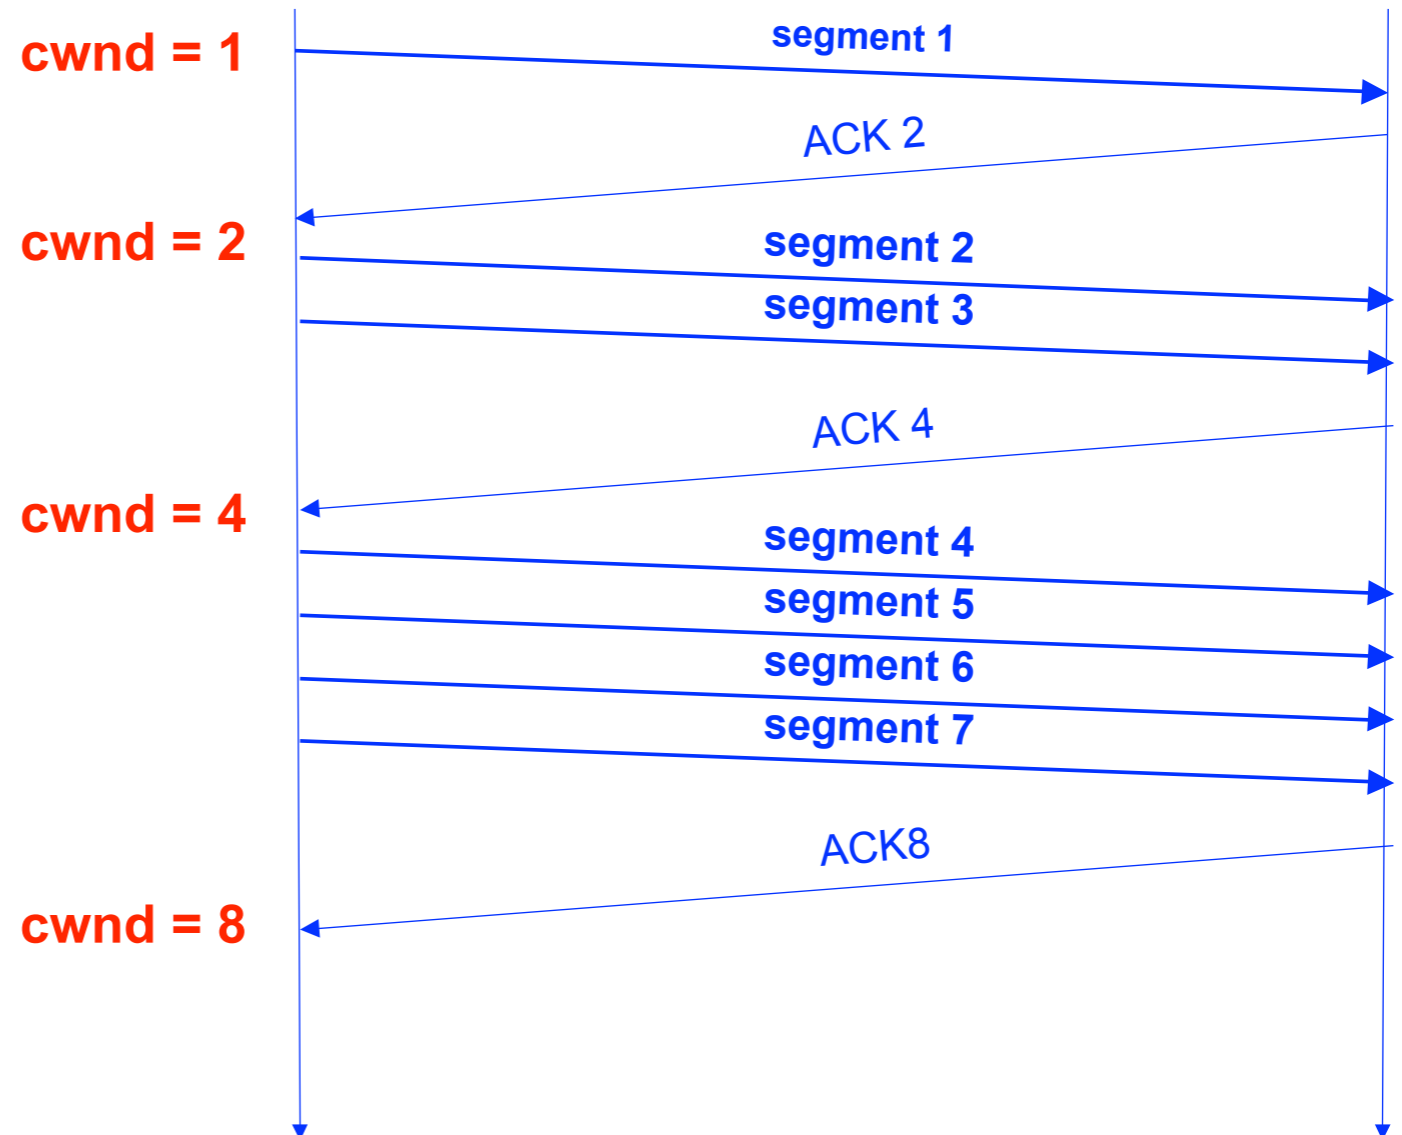 cwnd = 1
segment 1
ACK 2
cwnd = 2
segment 2
segment 3
ACK 4
cwnd = 4
segment 4
segment 5
segment 6
segment 7
ACK8
cwnd = 8